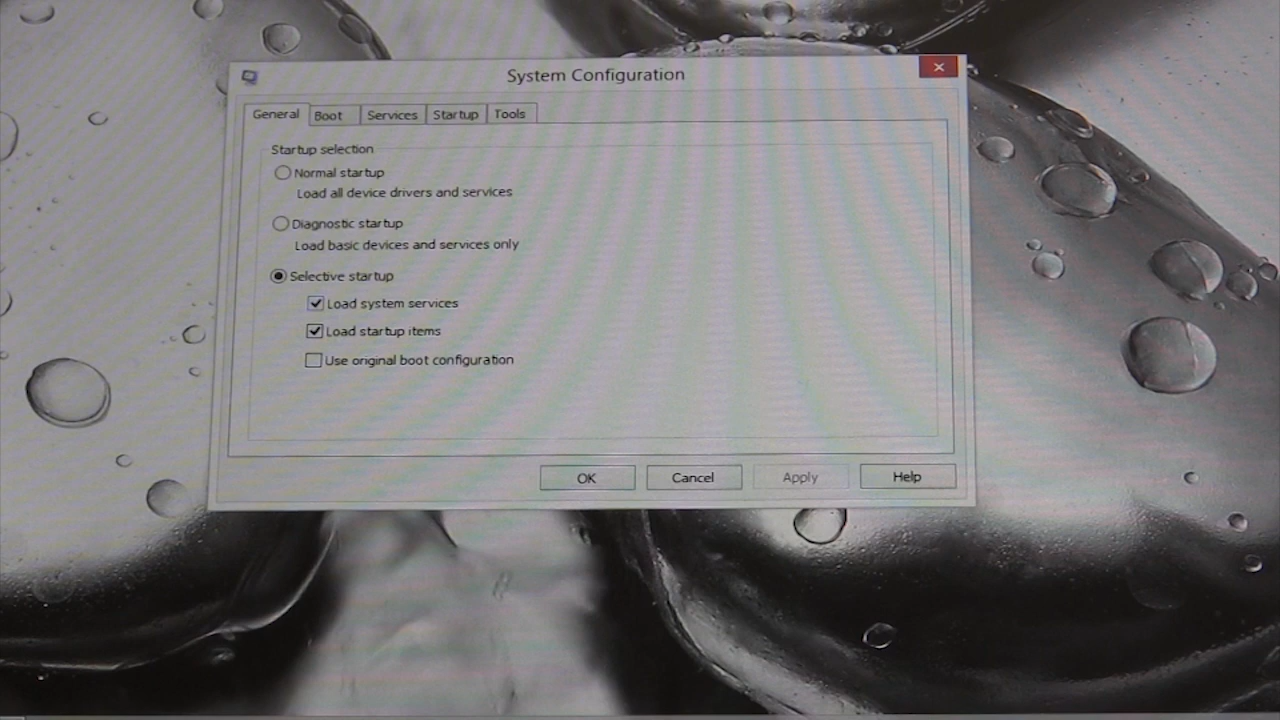 System Configuration
General Boot Services Startup Tools
Startup selection
Normal startup
Load all device drivers and services
Diagnostic startup
Load basic devices and services only
Selective startup
Load system services
Load startup items
Use original boot configuration
OK Cancel Apply Help